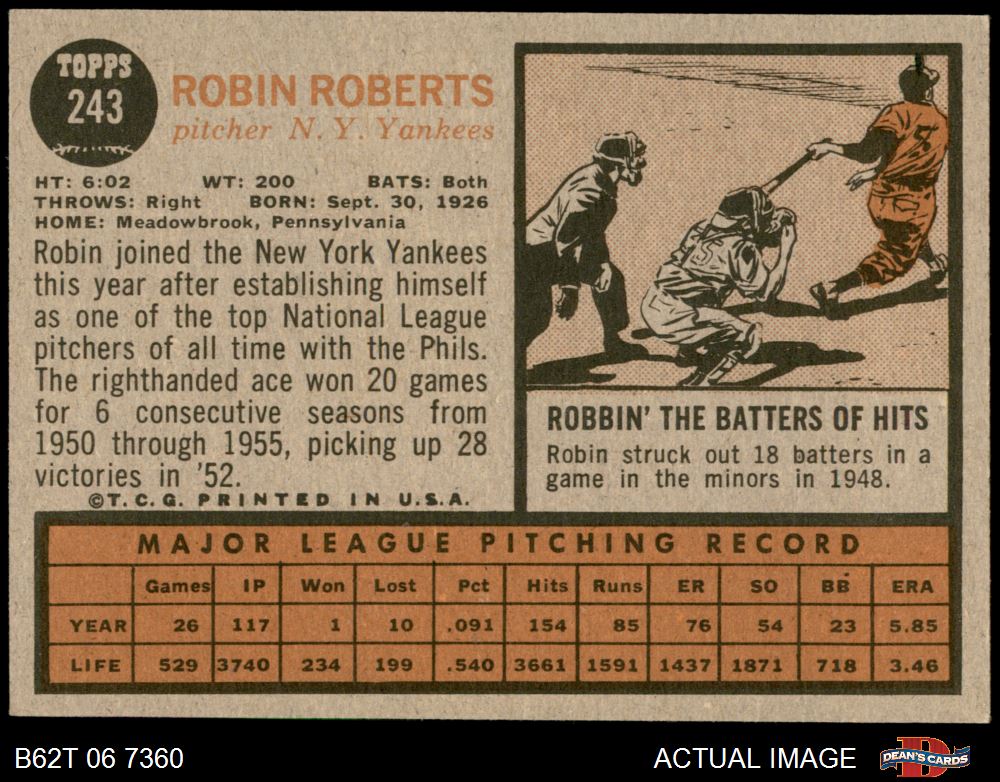 TOPPS
243
ROBIN ROBERTS
pitcher N. Y. Yankees
HT: 6:02 WT: 200 BATS: Both
THROWS: Right BORN: Sept. 30, 1926
HOME: Meadowbrook, Pennsylvania
Robin joined the New York Yankees
this year after establishing himself
as one of the top National League
pitchers of all time with the Phils.
The righthanded ace won 20 games
for 6 consecutive seasons from
1950 through 1955, picking up 28
victories in '52.
©T.C.G. PRINTED IN U.S.A.
ROBBIN' THE BATTERS OF HITS
Robin struck out 18 batters in a
game in the minors in 1948.
MAJOR LEAGUE PITCHING RECORD
Games IP Won Lost Pct Hits Runs ER SO BB ERA
YEAR 26 117 1 10 .091 154 85 76 54 23 5.85
LIFE 529 3740 234 199 .540 3661 1591 1437 1871 718 3.46
B62T 06 7360
ACTUAL IMAGE
DEAN'S CARDS